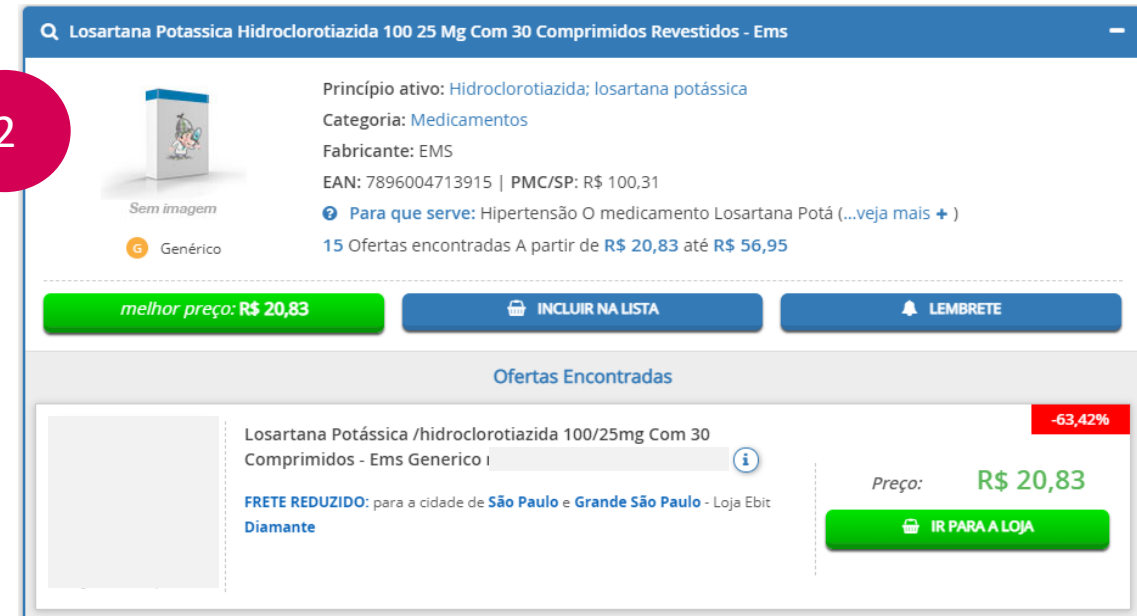 Losartana Potassica Hidroclorotiazida 100 25 Mg Com 30 Comprimidos Revestidos - Ems
2
Princípio ativo: Hidroclorotiazida; losartana potássica
Categoria: Medicamentos
Fabricante: EMS
EAN: 7896004713915 | PMC/SP: R$ 100,31
Sem imagem
Para que serve: Hipertensão O medicamento Losartana Potá (...veja mais + )
G Genérico
15 Ofertas encontradas A partir de R$ 20,83 até R$ 56,95
melhor preço: R$ 20,83
INCLUIR NA LISTA
LEMBRETE
Ofertas Encontradas
-63,42%
Losartana Potássica /hidroclorotiazida 100/25mg Com 30
Comprimidos - Ems Generico
FRETE REDUZIDO: para a cidade de São Paulo e Grande São Paulo - Loja Ebit
Diamante
Preço: R$ 20,83
IR PARA A LOJA